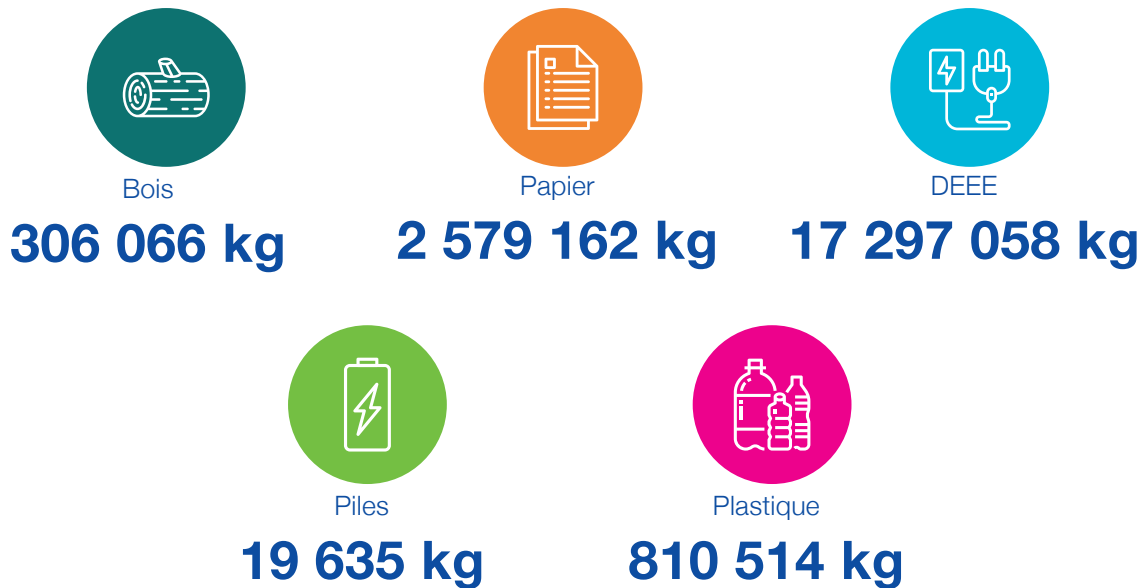 Bois
306 066 kg
Papier
2 579 162 kg
DEEE
17 297 058 kg
Piles
19 635 kg
Plastique
810 514 kg